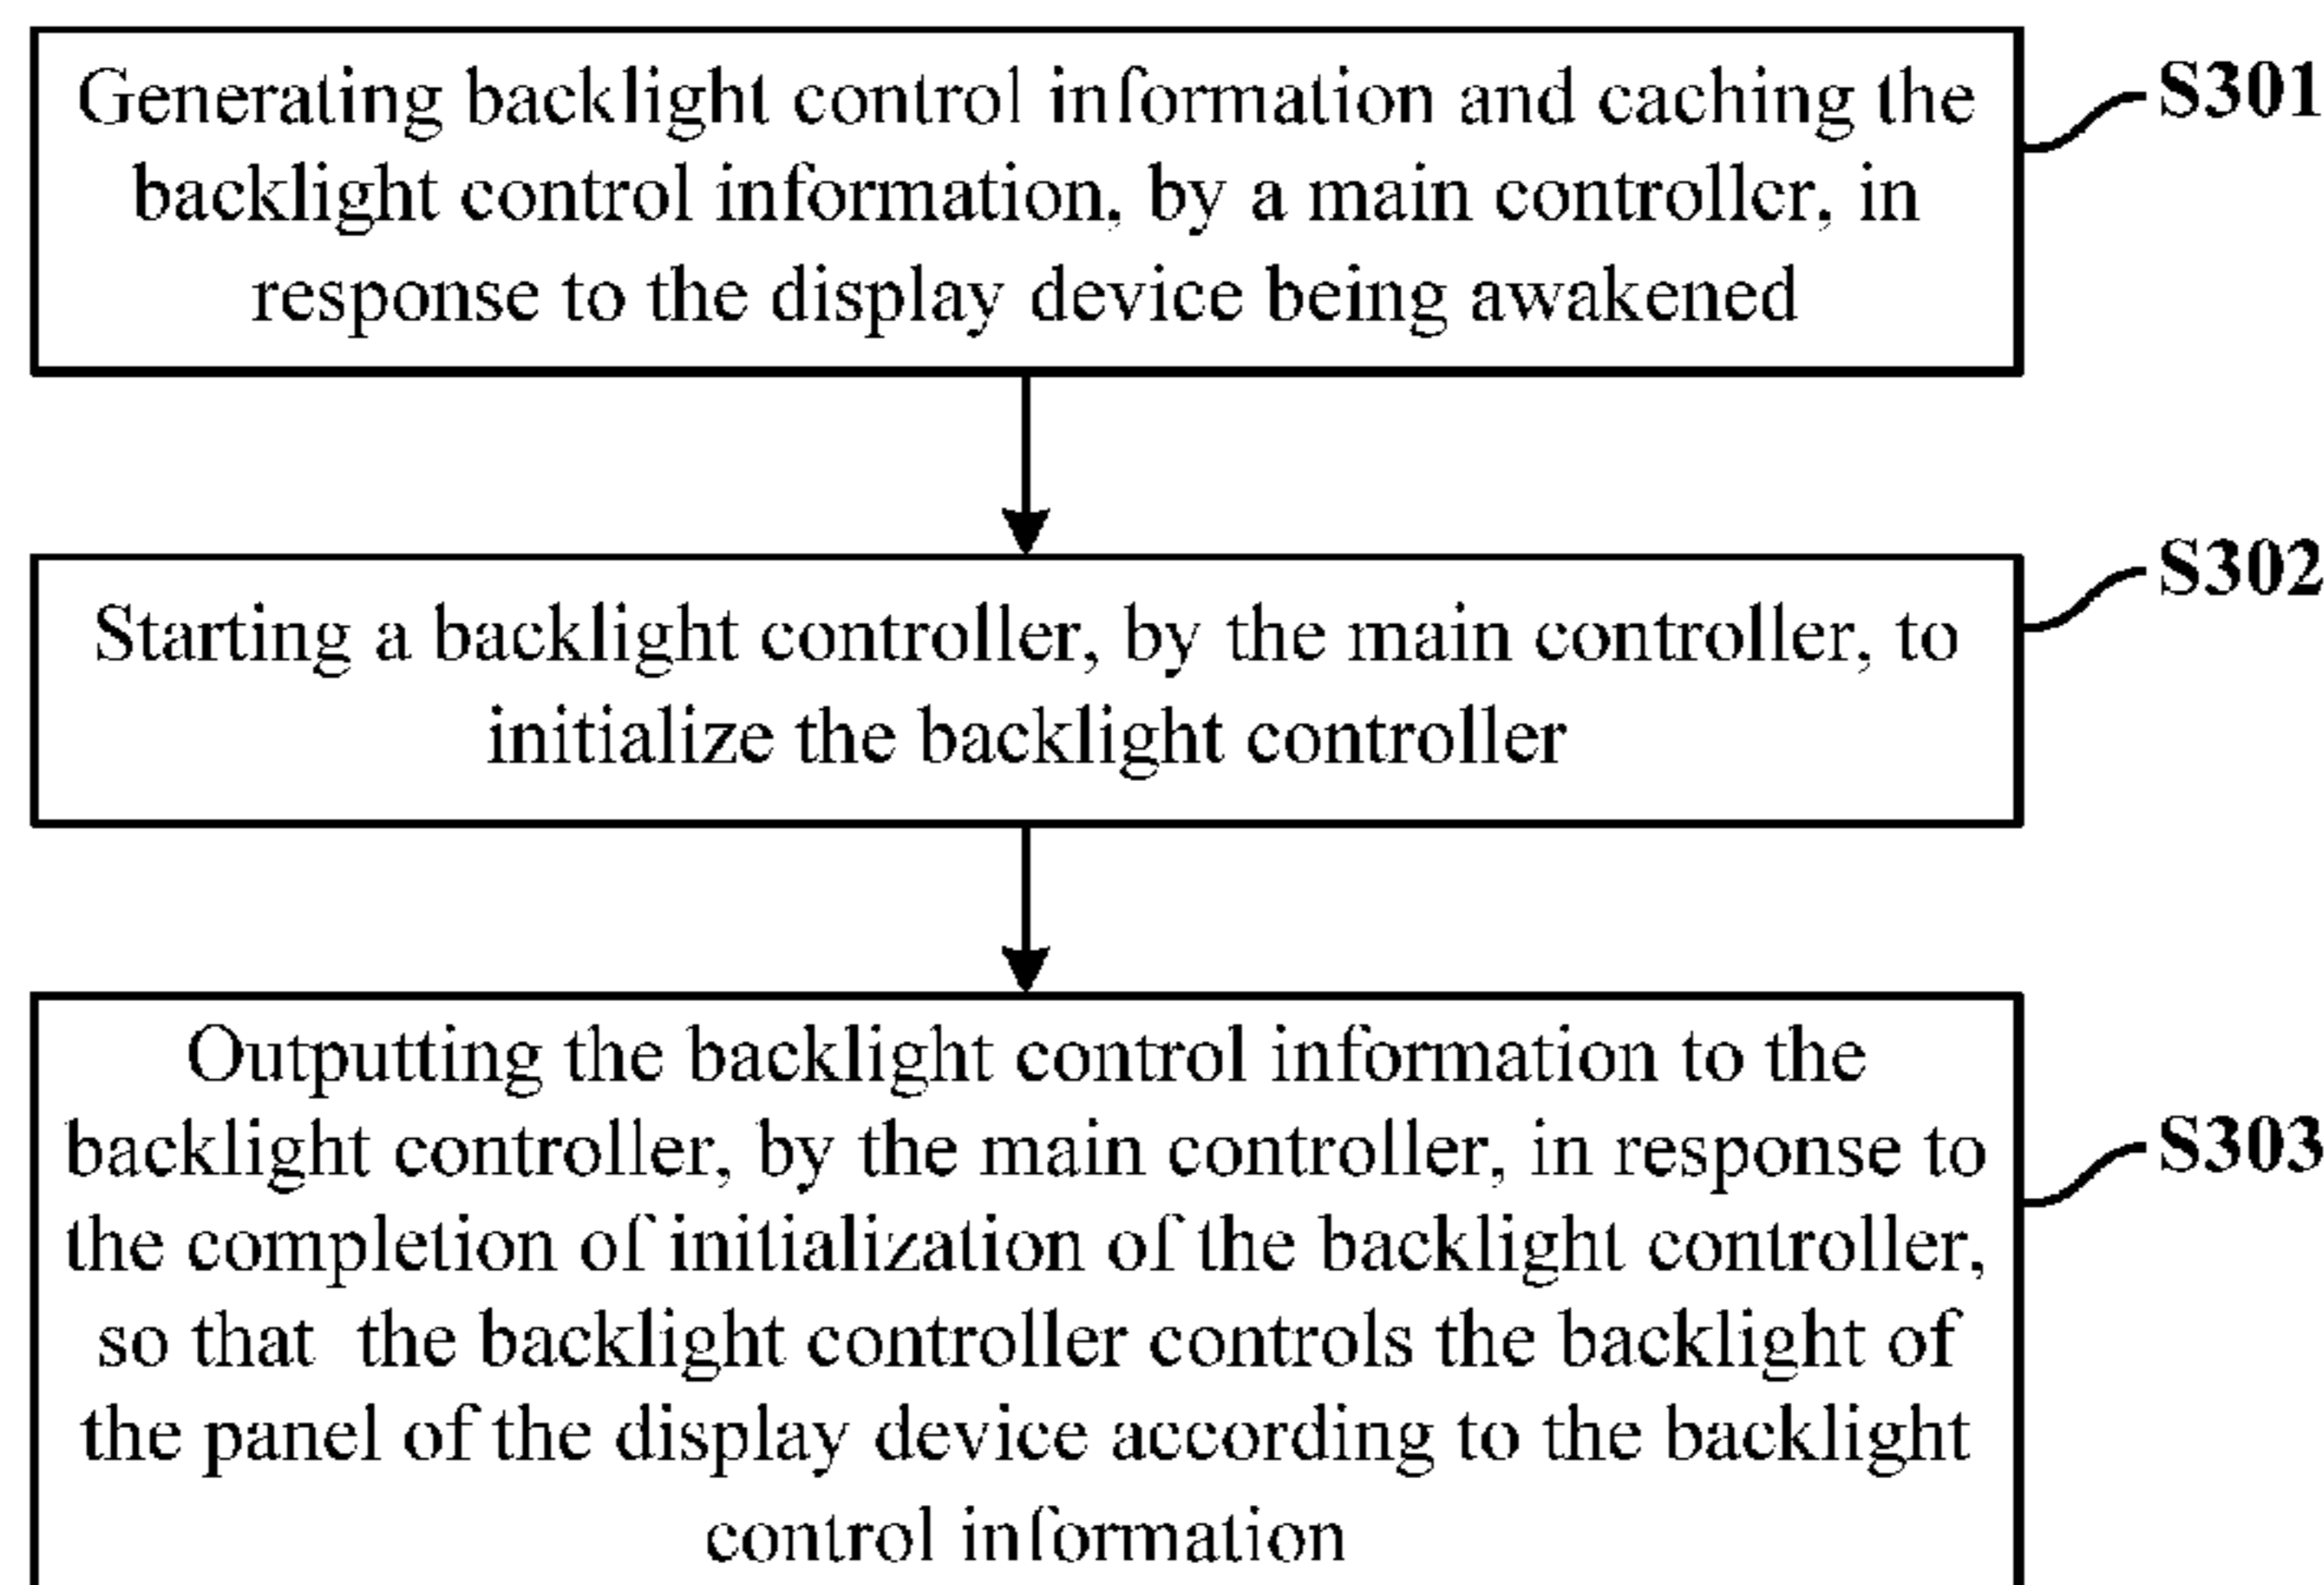 Generating backlight control information and caching the
backlight control information, by a main controller, in
response to the display device being awakened
S301
Starting a backlight controller, by the main controller, to
initialize the backlight controller
S302
Outputting the backlight control information to the
backlight controller, by the main controller, in response to
the completion of initialization of the backlight controller,
so that the backlight controller controls the backlight of
the panel of the display device according to the backlight
control information
S303